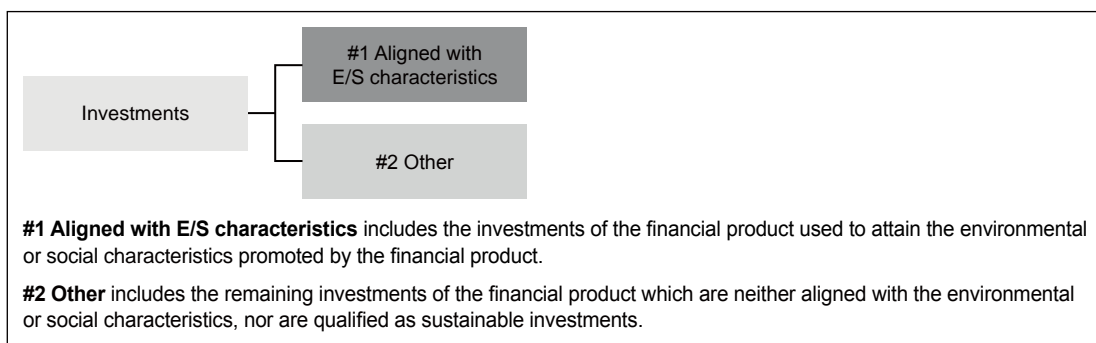 #1 Aligned with
E/S characteristics
Investments
#2 Other
#1 Aligned with E/S characteristics includes the investments of the financial product used to attain the environmental
or social characteristics promoted by the financial product.
#2 Other includes the remaining investments of the financial product which are neither aligned with the environmental
or social characteristics, nor are qualified as sustainable investments.